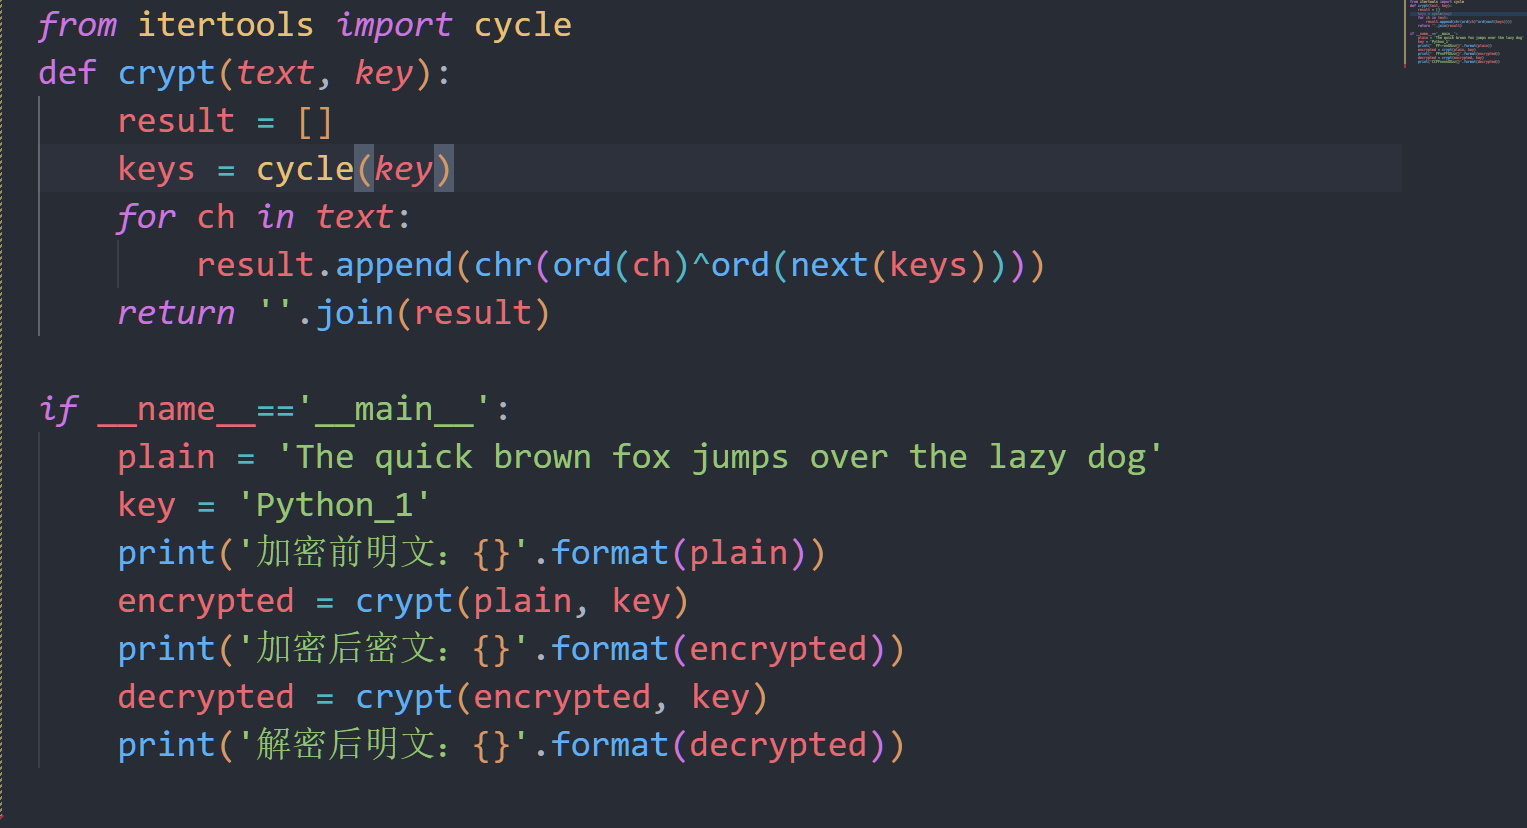 from itertools import cycle
def crypt(text, key):
    result = []
    keys = cycle(key)
    for ch in text:
        result.append(chr(ord(ch)^ord(next(keys))))
    return ''.join(result)

if __name__=='__main__':
    plain = 'The quick brown fox jumps over the lazy dog'
    key = 'Python_1'
    print('加密前明文：{}'.format(plain))
    encrypted = crypt(plain, key)
    print('加密后密文：{}'.format(encrypted))
    decrypted = crypt(encrypted, key)
    print('解密后明文：{}'.format(decrypted))